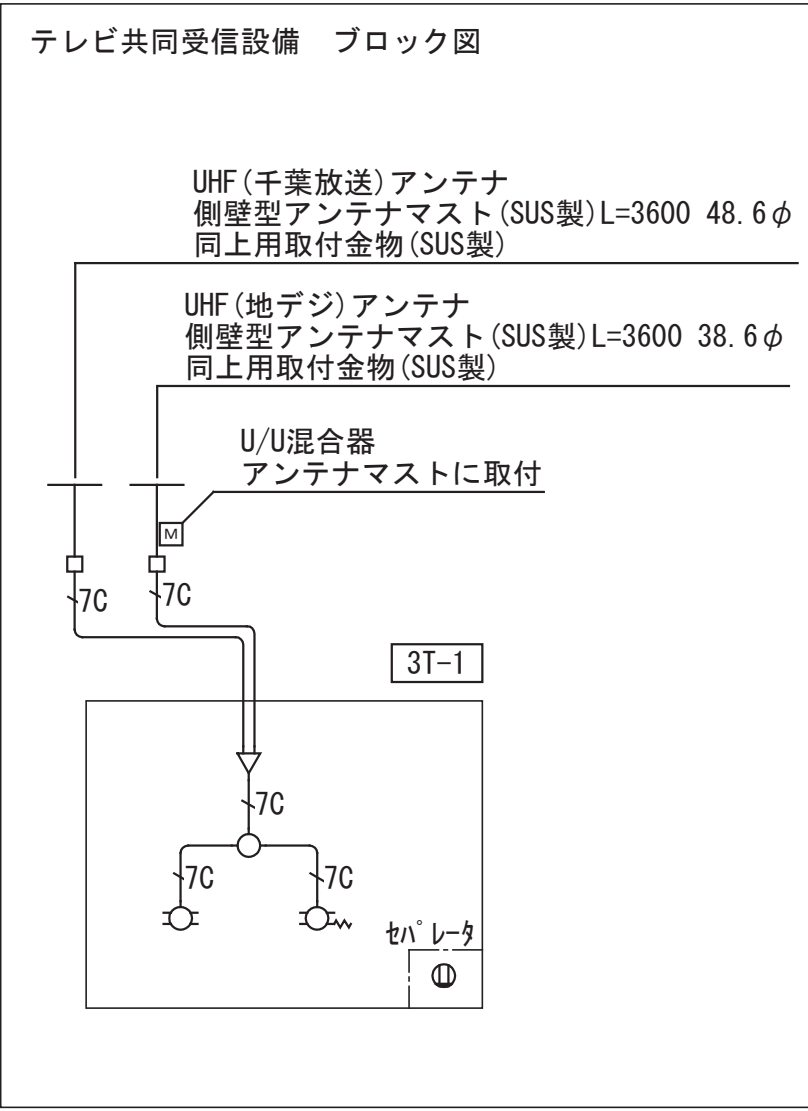 テレビ共同受信設備　ブロック図
UHF(千葉放送)アンテナ
側壁型アンテナマスト(SUS製)L=3600 48.6φ
同上用取付金物(SUS製)
UHF(地デジ)アンテナ
側壁型アンテナマスト(SUS製)L=3600 38.6φ
同上用取付金物(SUS製)
U/U混合器
アンテナマストに取付
M
7C
7C
3T-1
7C
7C
7C
ｾﾊﾟﾚｰﾀ